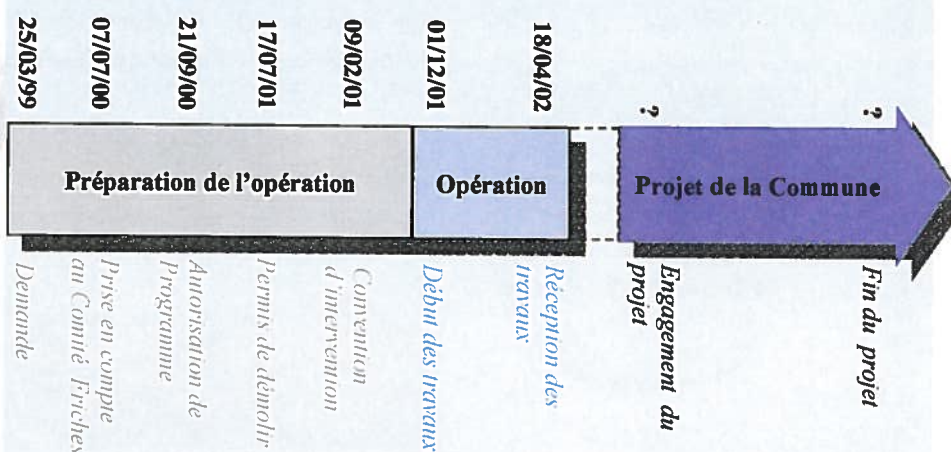 25/03/99
07/07/00
21/09/00
17/07/01
09/02/01
01/12/01
18/04/02
?
?
Préparation de l'opération
Opération
Projet de la Commune
Demande
Prise en compte
au Comité Friches
Autorisation de
Programme
Permis de démolir
Convention
d'intervention
Début des travaux
Réception des
travaux
Engagement du
projet
Fin du projet